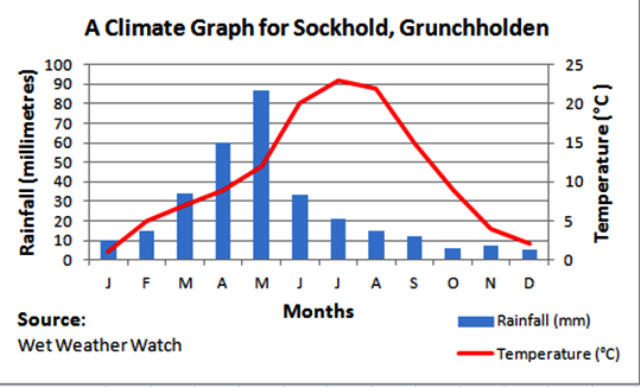 A Climate Graph for Sockhold, Grunchholden
Rainfall (millimetres)
100
90
80
70
60
50
40
30
20
10
0
25
20
15
10
5
0
Temperature (°C)
J F M A M J J A S O N D
Months
Source:
Wet Weather Watch
Rainfall (mm)
Temperature (°C)